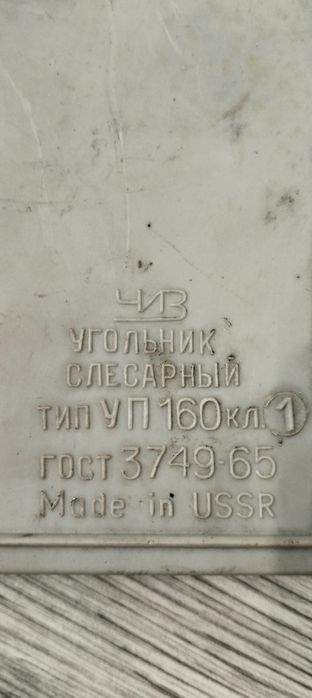 ЧИЗ
УГОЛЬНИК
СЛЕСАРНЫЙ
ТИП УП 160 КЛ. 1
ГОСТ 3749-65
Made in USSR